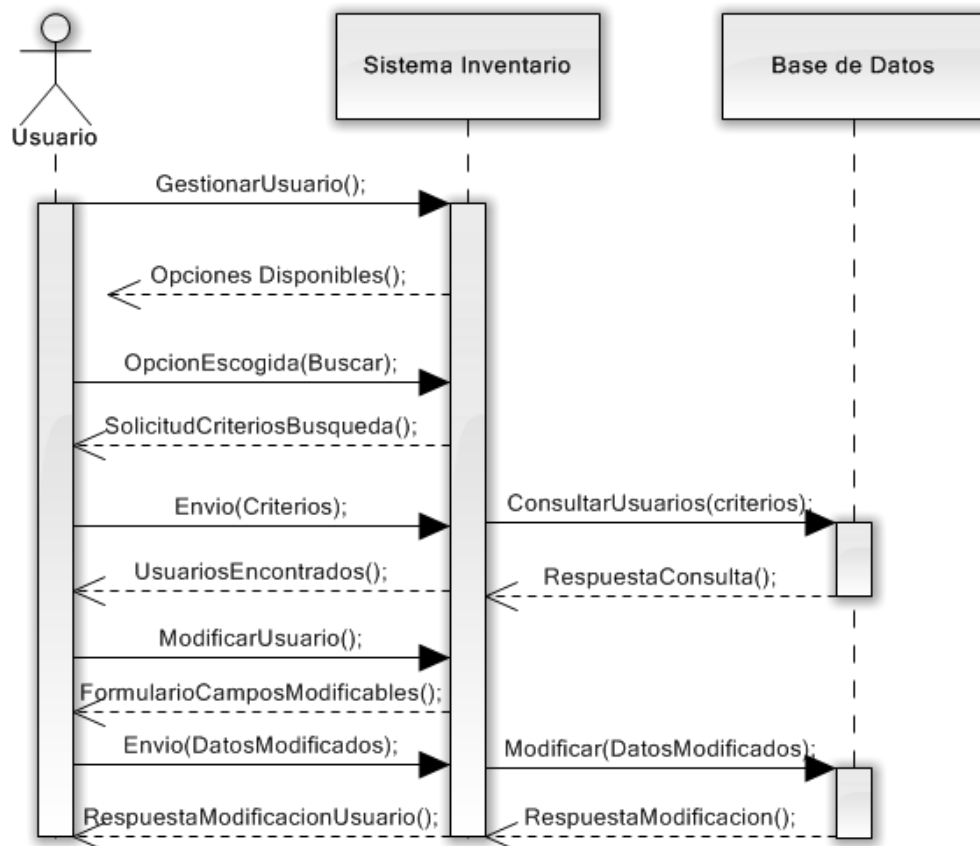 Usuario
Sistema Inventario
Base de Datos
GestionarUsuario();
Opciones Disponibles();
OpcionEscogida(Buscar);
SolicitudCriteriosBusqueda();
Envio(Criterios);
ConsultarUsuarios(criterios);
UsuariosEncontrados();
RespuestaConsulta();
ModificarUsuario();
FormularioCamposModificables();
Envio(DatosModificados);
Modificar(DatosModificados);
RespuestaModificacionUsuario();
RespuestaModificacion();